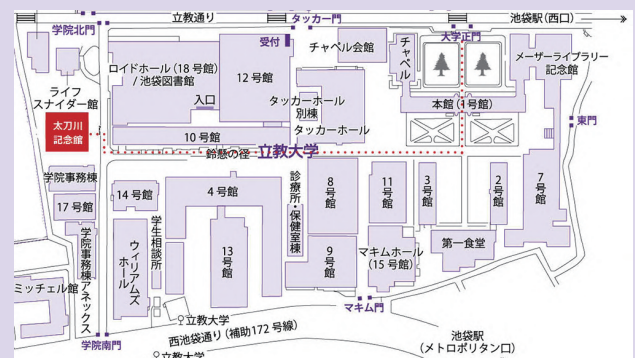 立教通り
タッカー門
池袋駅(西口)
学院北門
受付
大学正門
チャペル会館
チャペル
メーザーライブラリー
記念館
ロイドホール(18号館)
/池袋図書館
12号館
ライフ
スナイダー館
入口
タッカーホール
別棟
本館(1号館)
太刀川
記念館
タッカーホール
東門
10号館
鈴懸の径
立教大学
学院事務棟
14号館
4号館
診療所・保健室棟
8号館
11号館
3号館
2号館
7号館
17号館
学生相談所
13号館
9号館
マキムホール
(15号館)
第一食堂
ウィリアムズ
ホール
学院事務棟アネックス
ミッチェル館
マキム門
立教大学
西池袋通り(補助172号線)
学院南門
立教大学
池袋駅
(メトロポリタン口)